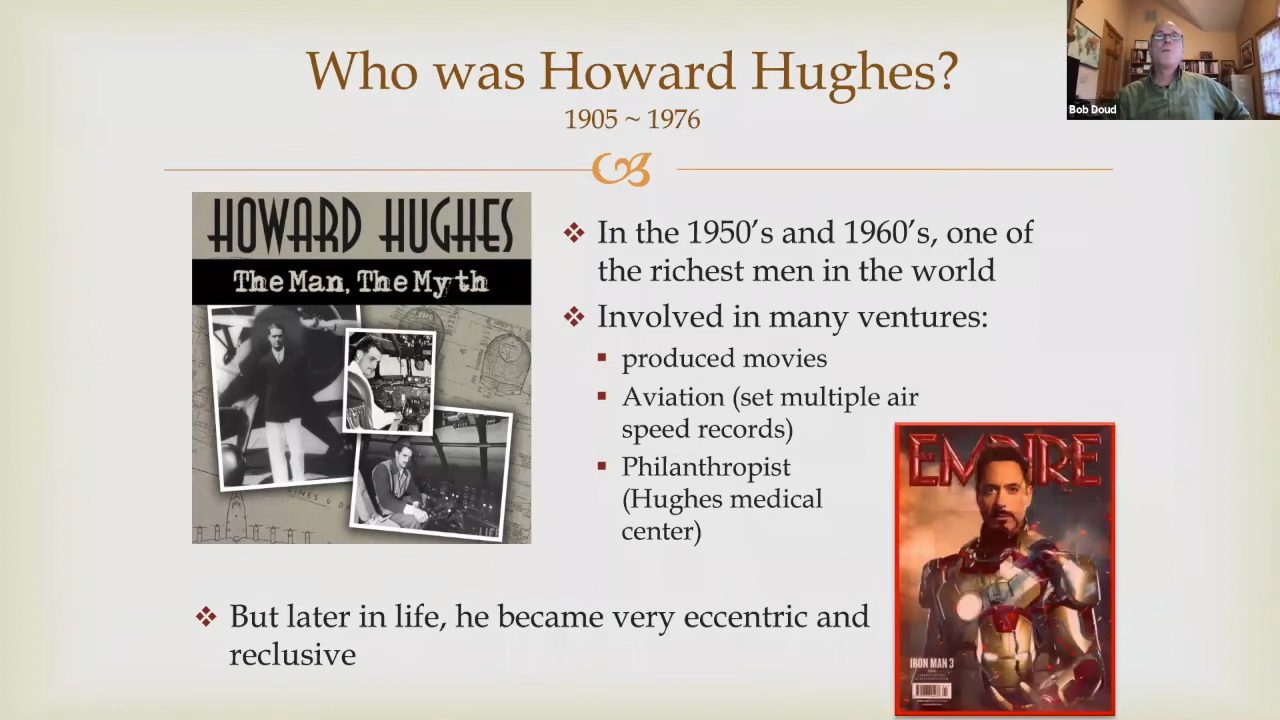 Who was Howard Hughes?
1905 ~ 1976
Bob Doud
HOWARD HUGHES
The Man, The Myth
LIFE
❖ In the 1950’s and 1960’s, one of
the richest men in the world
❖ Involved in many ventures:
▪ produced movies
▪ Aviation (set multiple air
speed records)
▪ Philanthropist
(Hughes medical
center)
EMPIRE
IRON MAN 3
❖ But later in life, he became very eccentric and
reclusive